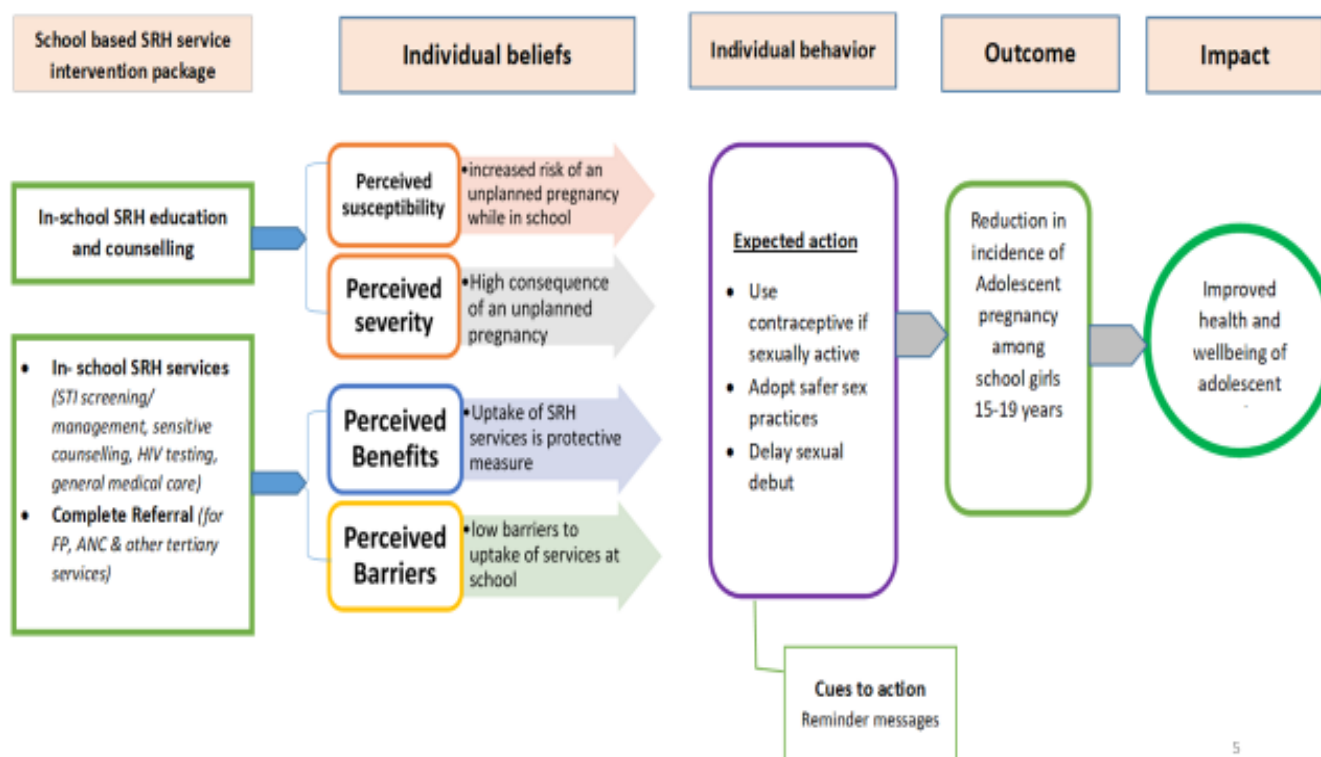 School based SRH service
intervention package
Individual beliefs
Individual behavior
Outcome
Impact
In-school SRH education
and counselling
• In- school SRH services
(STI screening/
management, sensitive
counselling, HIV testing,
general medical care)
• Complete Referral (for
FP, ANC & other tertiary
services)
Perceived
susceptibility
•increased risk of an
unplanned pregnancy
while in school
Perceived
severity
•High consequence
of an unplanned
pregnancy
Perceived
Benefits
•Uptake of SRH
services is protective
measure
Perceived
Barriers
•low barriers to
uptake of services at
school
Expected action
• Use
contraceptive if
sexually active
• Adopt safer sex
practices
• Delay sexual
debut
Cues to action
Reminder messages
Reduction in
incidence of
Adolescent
pregnancy
among
school girls
15-19 years
Improved
health and
wellbeing of
adolescent
5